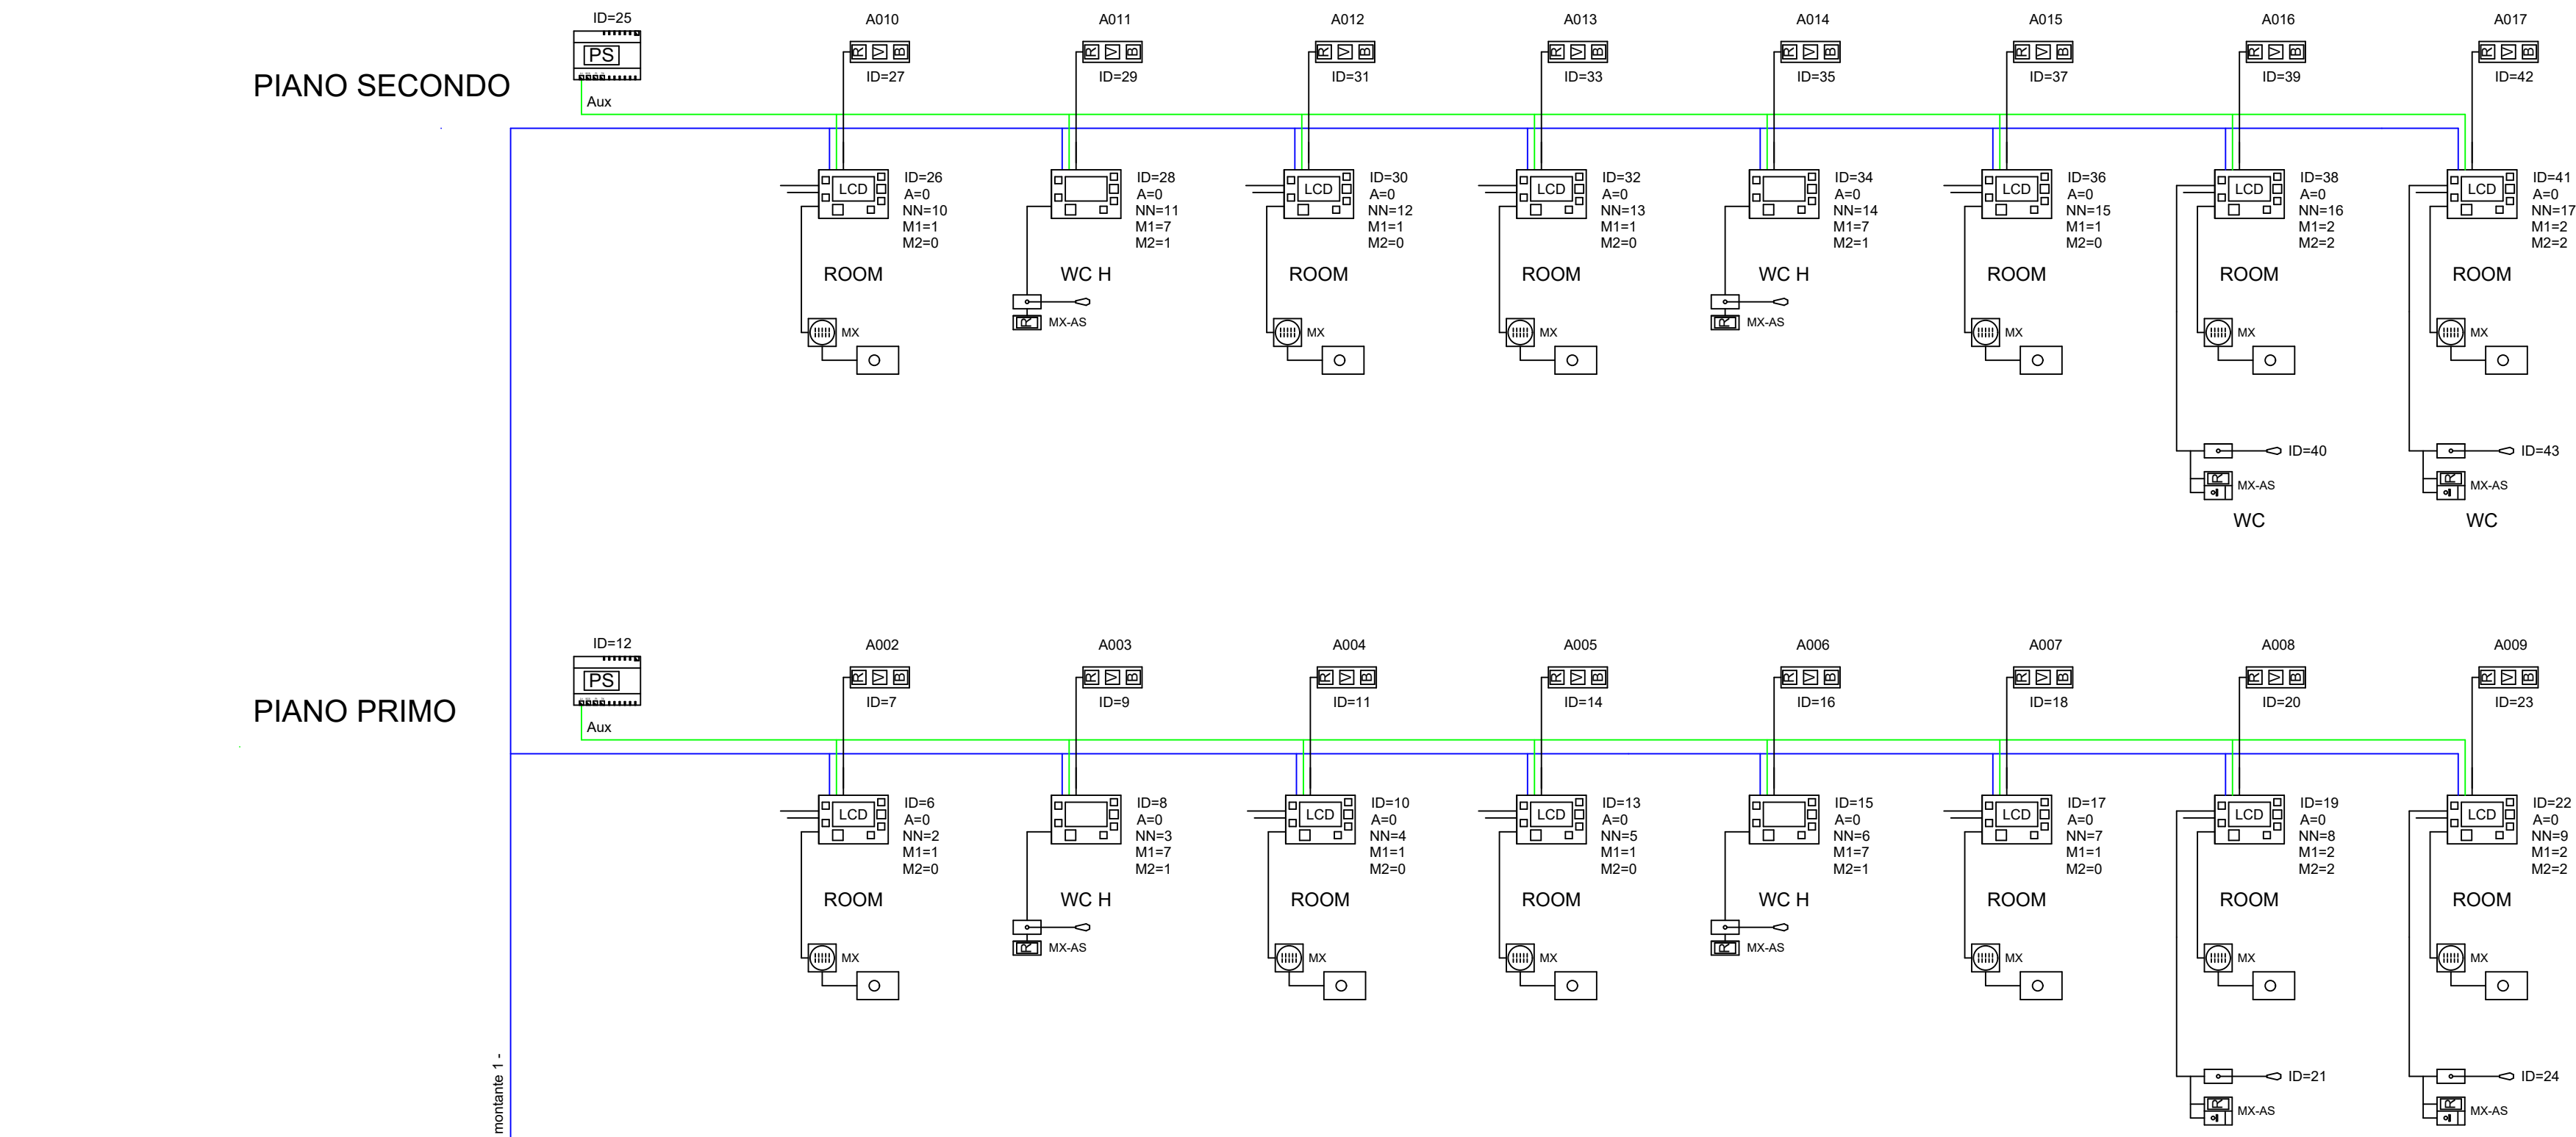 ID=25
A010
A011
A012
A013
A014
A015
A016
A017
PS
R V B
R V B
R V B
R V B
R V B
R V B
R V B
R V B
ID=27
ID=29
ID=31
ID=33
ID=35
ID=37
ID=39
ID=42
PIANO SECONDO
Aux
LCD
ID=26
A=0
NN=10
M1=1
M2=0
ID=28
A=0
NN=11
M1=7
M2=1
LCD
ID=30
A=0
NN=12
M1=1
M2=0
LCD
ID=32
A=0
NN=13
M1=1
M2=0
ID=34
A=0
NN=14
M1=7
M2=1
LCD
ID=36
A=0
NN=15
M1=1
M2=0
LCD
ID=38
A=0
NN=16
M1=2
M2=2
LCD
ID=41
A=0
NN=17
M1=2
M2=2
ROOM
WC H
ROOM
ROOM
WC H
ROOM
ROOM
ROOM
MX
R MX-AS
MX
MX
R MX-AS
MX
MX
MX
ID=40
ID=43
R MX-AS
R MX-AS
WC
WC
ID=12
A002
A003
A004
A005
A006
A007
A008
A009
PS
R V B
R V B
R V B
R V B
R V B
R V B
R V B
R V B
ID=7
ID=9
ID=11
ID=14
ID=16
ID=18
ID=20
ID=23
PIANO PRIMO
Aux
LCD
ID=6
A=0
NN=2
M1=1
M2=0
ID=8
A=0
NN=3
M1=7
M2=1
LCD
ID=10
A=0
NN=4
M1=1
M2=0
LCD
ID=13
A=0
NN=5
M1=1
M2=0
ID=15
A=0
NN=6
M1=7
M2=1
LCD
ID=17
A=0
NN=7
M1=1
M2=0
LCD
ID=19
A=0
NN=8
M1=2
M2=2
LCD
ID=22
A=0
NN=9
M1=2
M2=2
ROOM
WC H
ROOM
ROOM
WC H
ROOM
ROOM
ROOM
MX
R MX-AS
MX
MX
R MX-AS
MX
MX
MX
montante 1 -
ID=21
ID=24
R MX-AS
R MX-AS